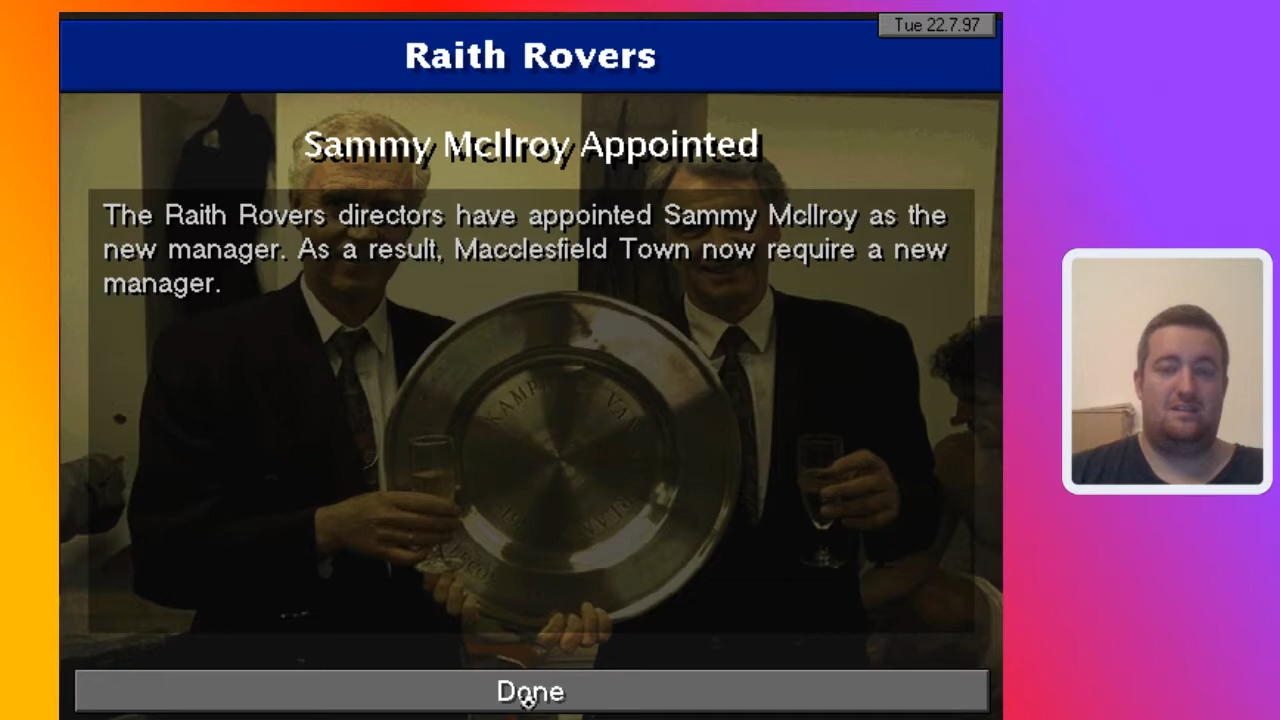 Tue 22.7.97
Raith Rovers
Sammy McIlroy Appointed
The Raith Rovers directors have appointed Sammy McIlroy as the
new manager. As a result, Macclesfield Town now require a new
manager.
Done